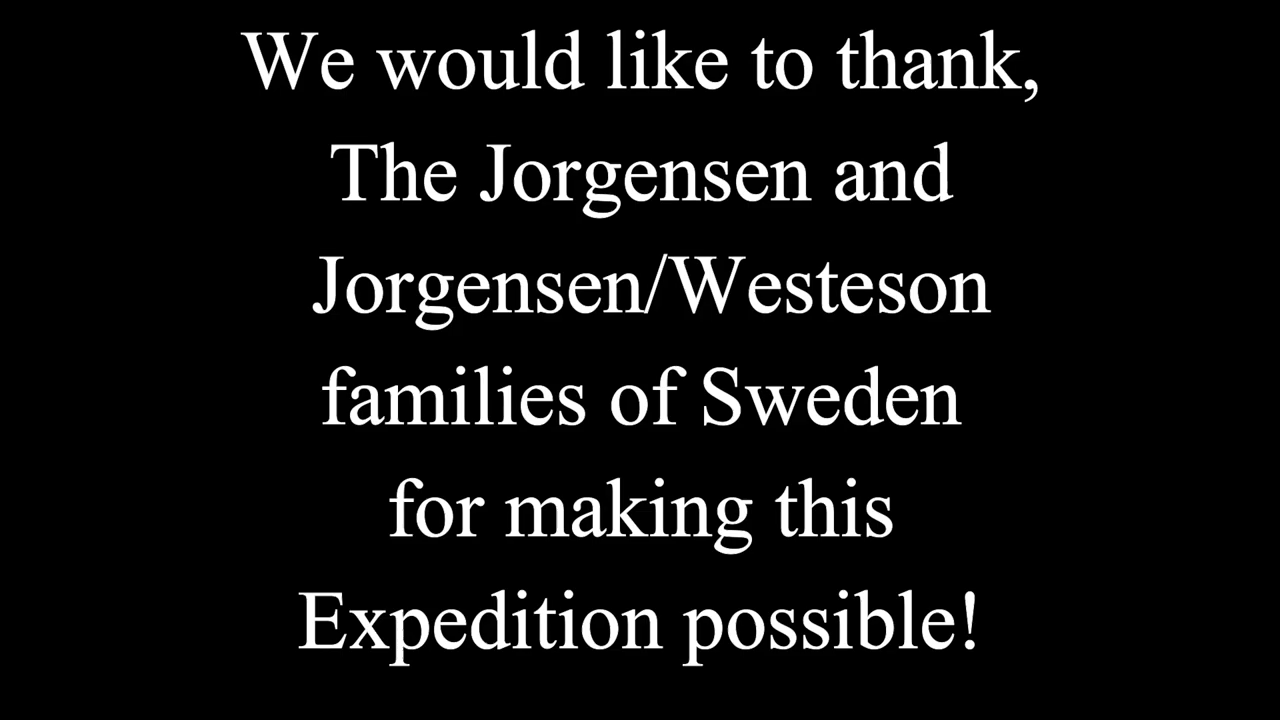 We would like to thank,
The Jorgensen and
Jorgensen/Westeson
families of Sweden
for making this
Expedition possible!